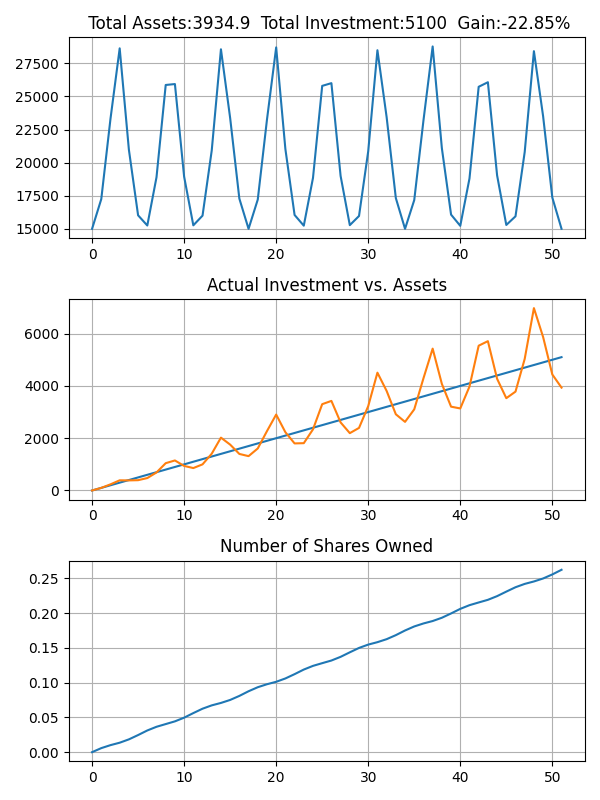 Total Assets:3934.9 Total Investment:5100 Gain:-22.85%
27500
25000
22500
20000
17500
15000
0 10 20 30 40 50
Actual Investment vs. Assets
6000
4000
2000
0
0 10 20 30 40 50
Number of Shares Owned
0.25
0.20
0.15
0.10
0.05
0.00
0 10 20 30 40 50